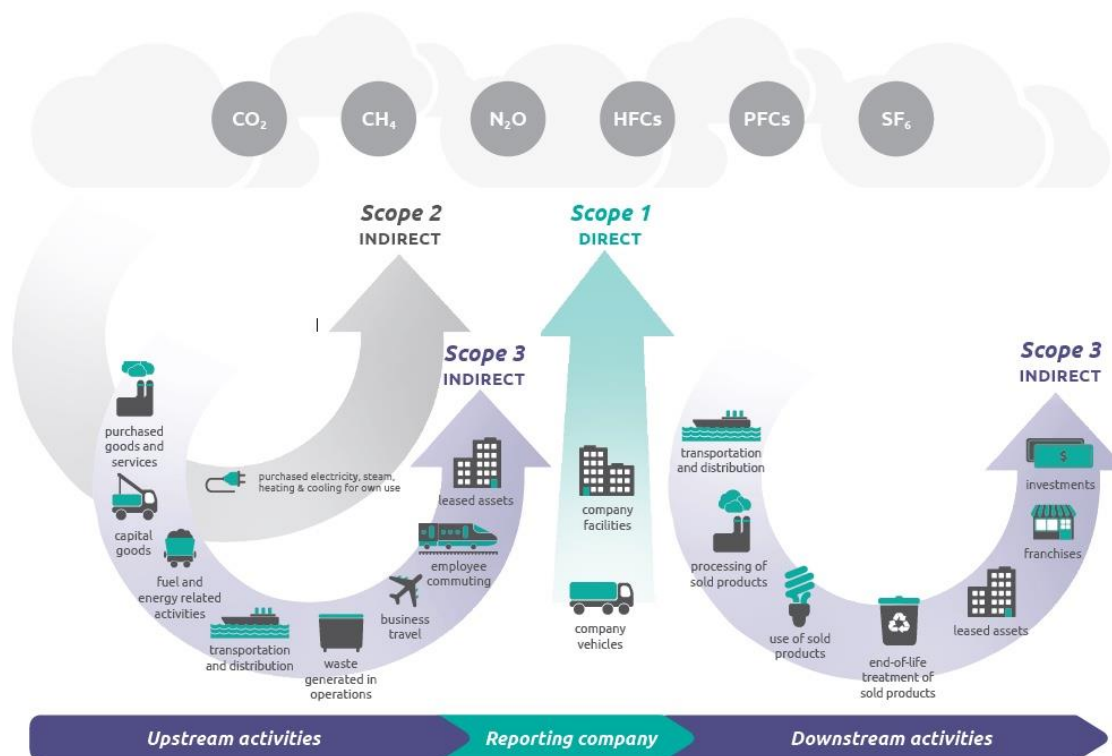 CO₂
CH₄
N₂O
HFCs
PFCs
SF₆
Scope 2
INDIRECT
Scope 1
DIRECT
Scope 3
INDIRECT
Scope 3
INDIRECT
purchased
goods and
services
capital
goods
fuel and
energy related
activities
purchased electricity, steam,
heating & cooling for own use
transportation
and distribution
waste
generated in
operations
business
travel
employee
commuting
leased assets
company
facilities
company
vehicles
transportation
and distribution
processing of
sold products
use of sold
products
end-of-life
treatment of
sold products
leased assets
franchises
$
investments
Upstream activities
Reporting company
Downstream activities